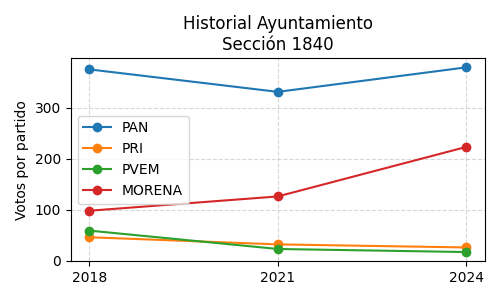 Historial Ayuntamiento
Sección 1840
Votos por partido
300
200
100
0
PAN
PRI
PVEM
MORENA
2018
2021
2024